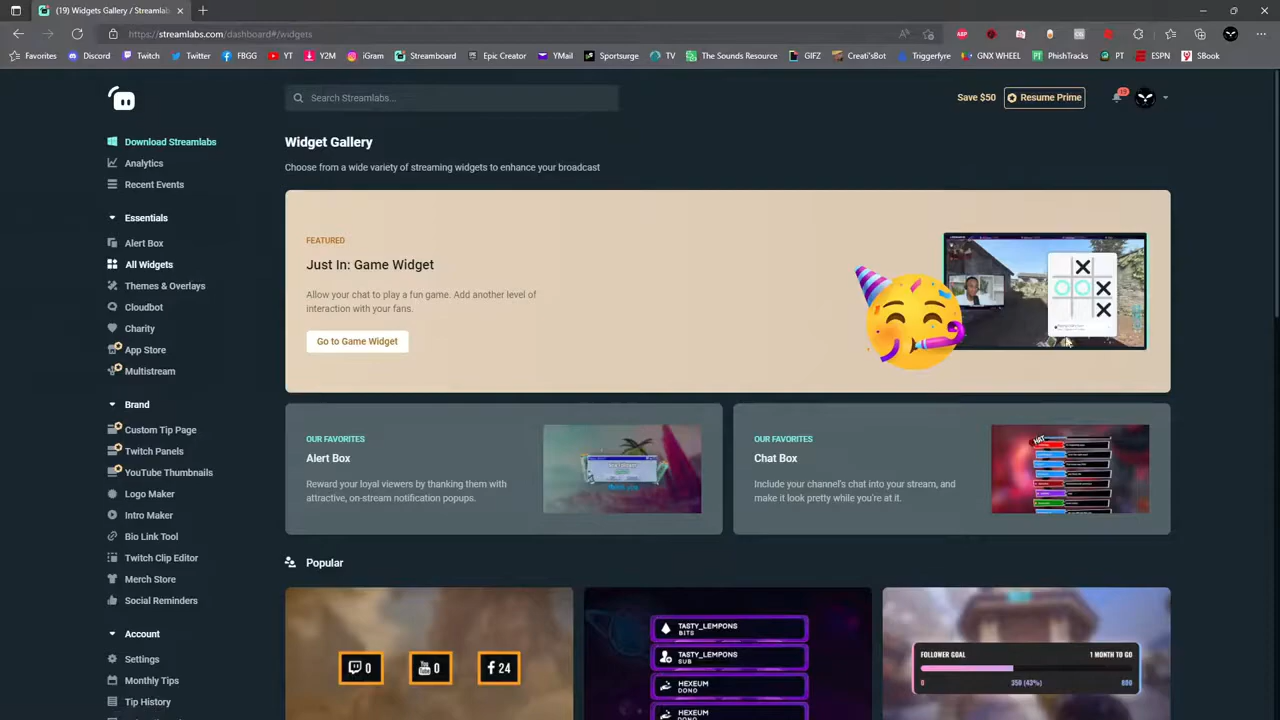 (19) Widgets Gallery / Streamlab
https://streamlabs.com/dashboard#/widgets
Favorites Discord Twitch Twitter FBGG YT Y2M iGram Streamboard Epic Creator YMail Sportsurge TV The Sounds Resource GIFZ Creati'sBot Triggerfyre GNX WHEEL PhishTracks PT ESPN SBook
Search Streamlabs...
Save $50
Resume Prime
13
Download Streamlabs
Analytics
Recent Events
Essentials
Alert Box
All Widgets
Themes & Overlays
Cloudbot
Charity
App Store
Multistream
Brand
Custom Tip Page
Twitch Panels
YouTube Thumbnails
Logo Maker
Intro Maker
Bio Link Tool
Twitch Clip Editor
Merch Store
Social Reminders
Account
Settings
Monthly Tips
Tip History
Widget Gallery
Choose from a wide variety of streaming widgets to enhance your broadcast
FEATURED
Just In: Game Widget
Allow your chat to play a fun game. Add another level of
interaction with your fans.
Go to Game Widget
OUR FAVORITES
Alert Box
Reward your loyal viewers by thanking them with
attractive, on-stream notification popups.
OUR FAVORITES
Chat Box
Include your channel's chat into your stream, and
make it look pretty while you're at it.
Popular
0
0
24
TASTY_LEMPONS
BITS
TASTY_LEMPONS
SUB
HEXEUM
DONO
HEXEUM
DONO
FOLLOWER GOAL 1 MONTH TO GO
0 350 (43%) 800